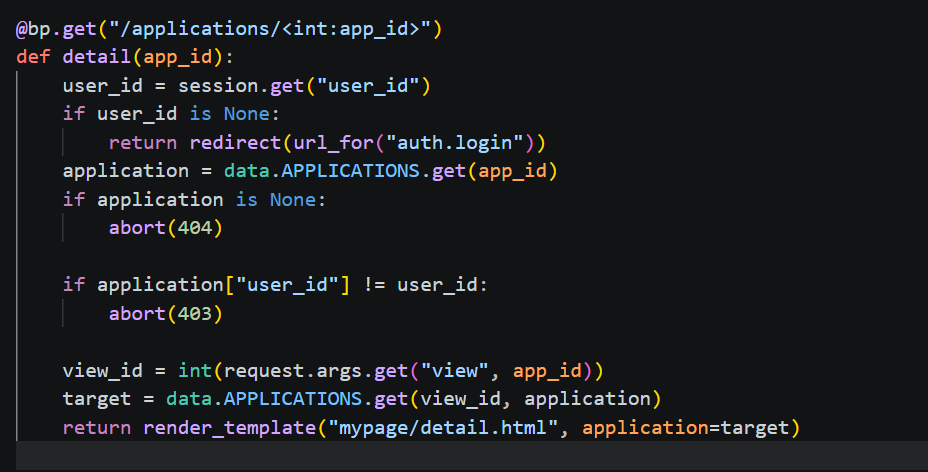 @bp.get("/applications/<int:app_id>")
def detail(app_id):
    user_id = session.get("user_id")
    if user_id is None:
        return redirect(url_for("auth.login"))
    application = data.APPLICATIONS.get(app_id)
    if application is None:
        abort(404)

    if application["user_id"] != user_id:
        abort(403)

    view_id = int(request.args.get("view", app_id))
    target = data.APPLICATIONS.get(view_id, application)
    return render_template("mypage/detail.html", application=target)